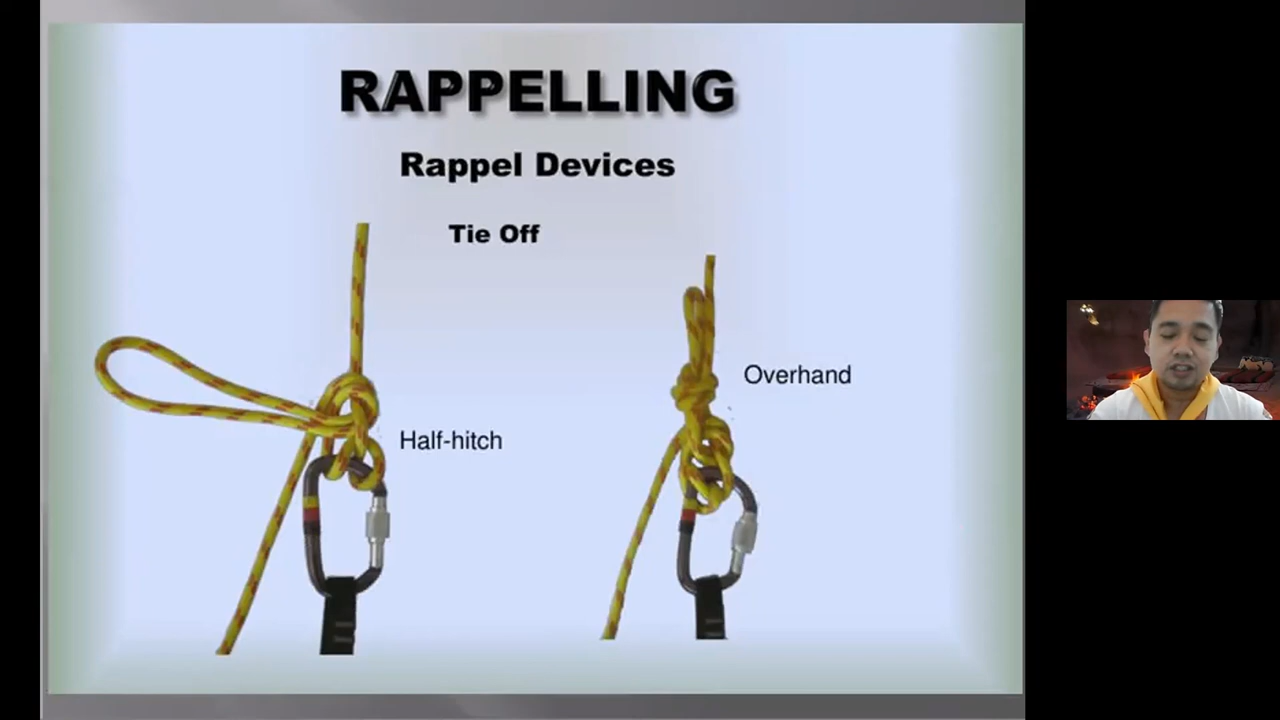 RAPPELLING
Rappel Devices
Tie Off
Overhand
Half-hitch